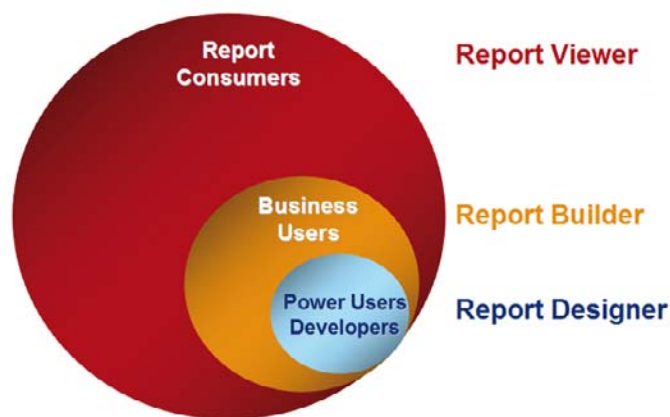 Report
Consumers
Report Viewer
Business
Users
Report Builder
Power Users
Developers
Report Designer